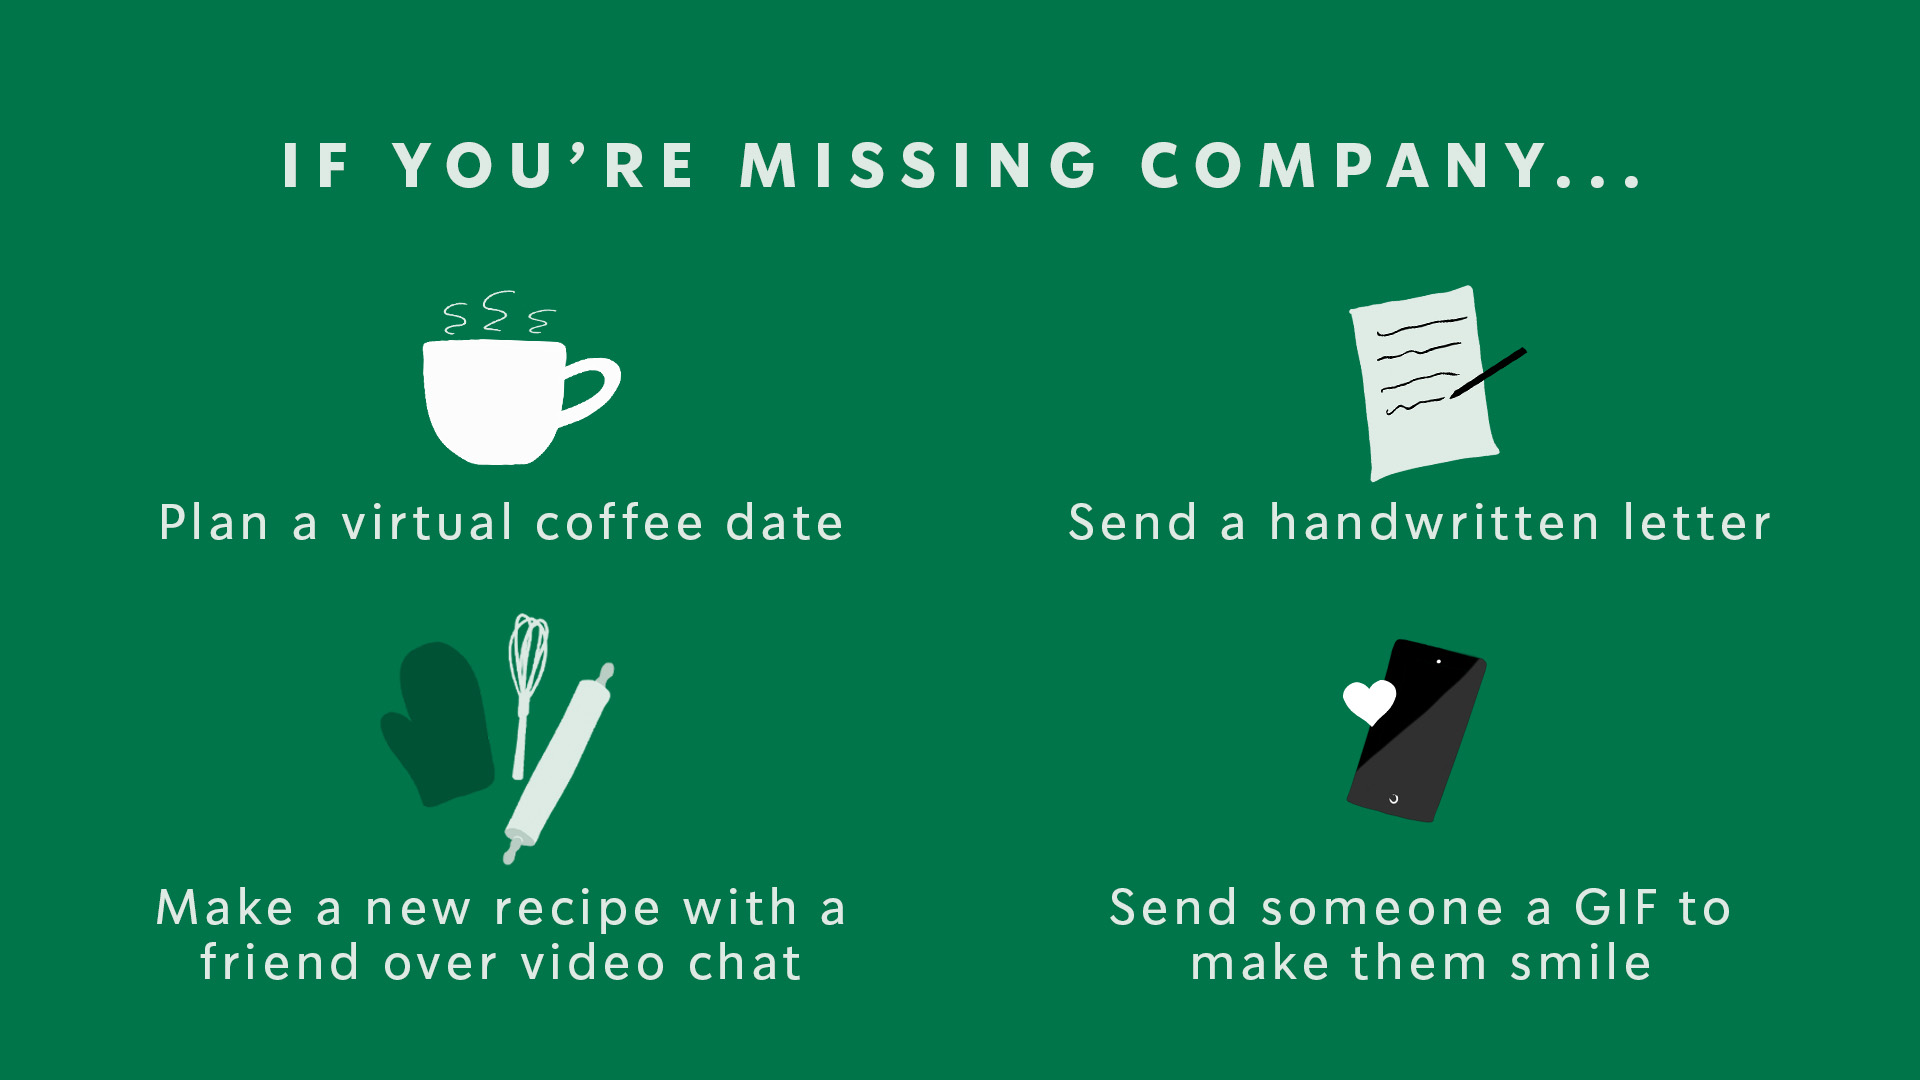 IF YOU’RE MISSING COMPANY...
Plan a virtual coffee date
Send a handwritten letter
Make a new recipe with a
friend over video chat
Send someone a GIF to
make them smile